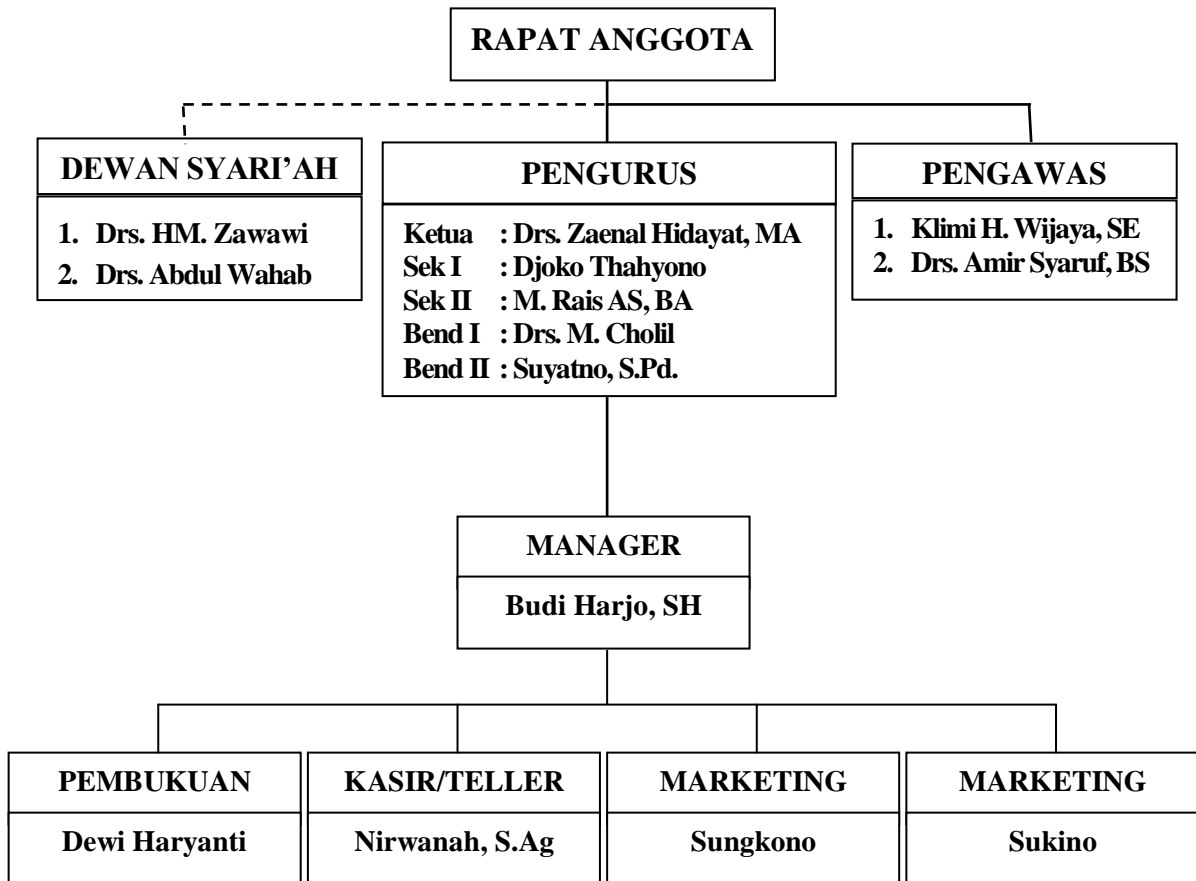 RAPAT ANGGOTA
DEWAN SYARI'AH
1. Drs. HM. Zawawi
2. Drs. Abdul Wahab
PENGURUS
Ketua : Drs. Zaenal Hidayat, MA
Sek I : Djoko Thahyono
Sek II : M. Rais AS, BA
Bend I : Drs. M. Cholil
Bend II : Suyatno, S.Pd.
PENGAWAS
1. Klimi H. Wijaya, SE
2. Drs. Amir Syaruf, BS
MANAGER
Budi Harjo, SH
PEMBUKUAN
Dewi Haryanti
KASIR/TELLER
Nirwanah, S.Ag
MARKETING
Sungkono
MARKETING
Sukino